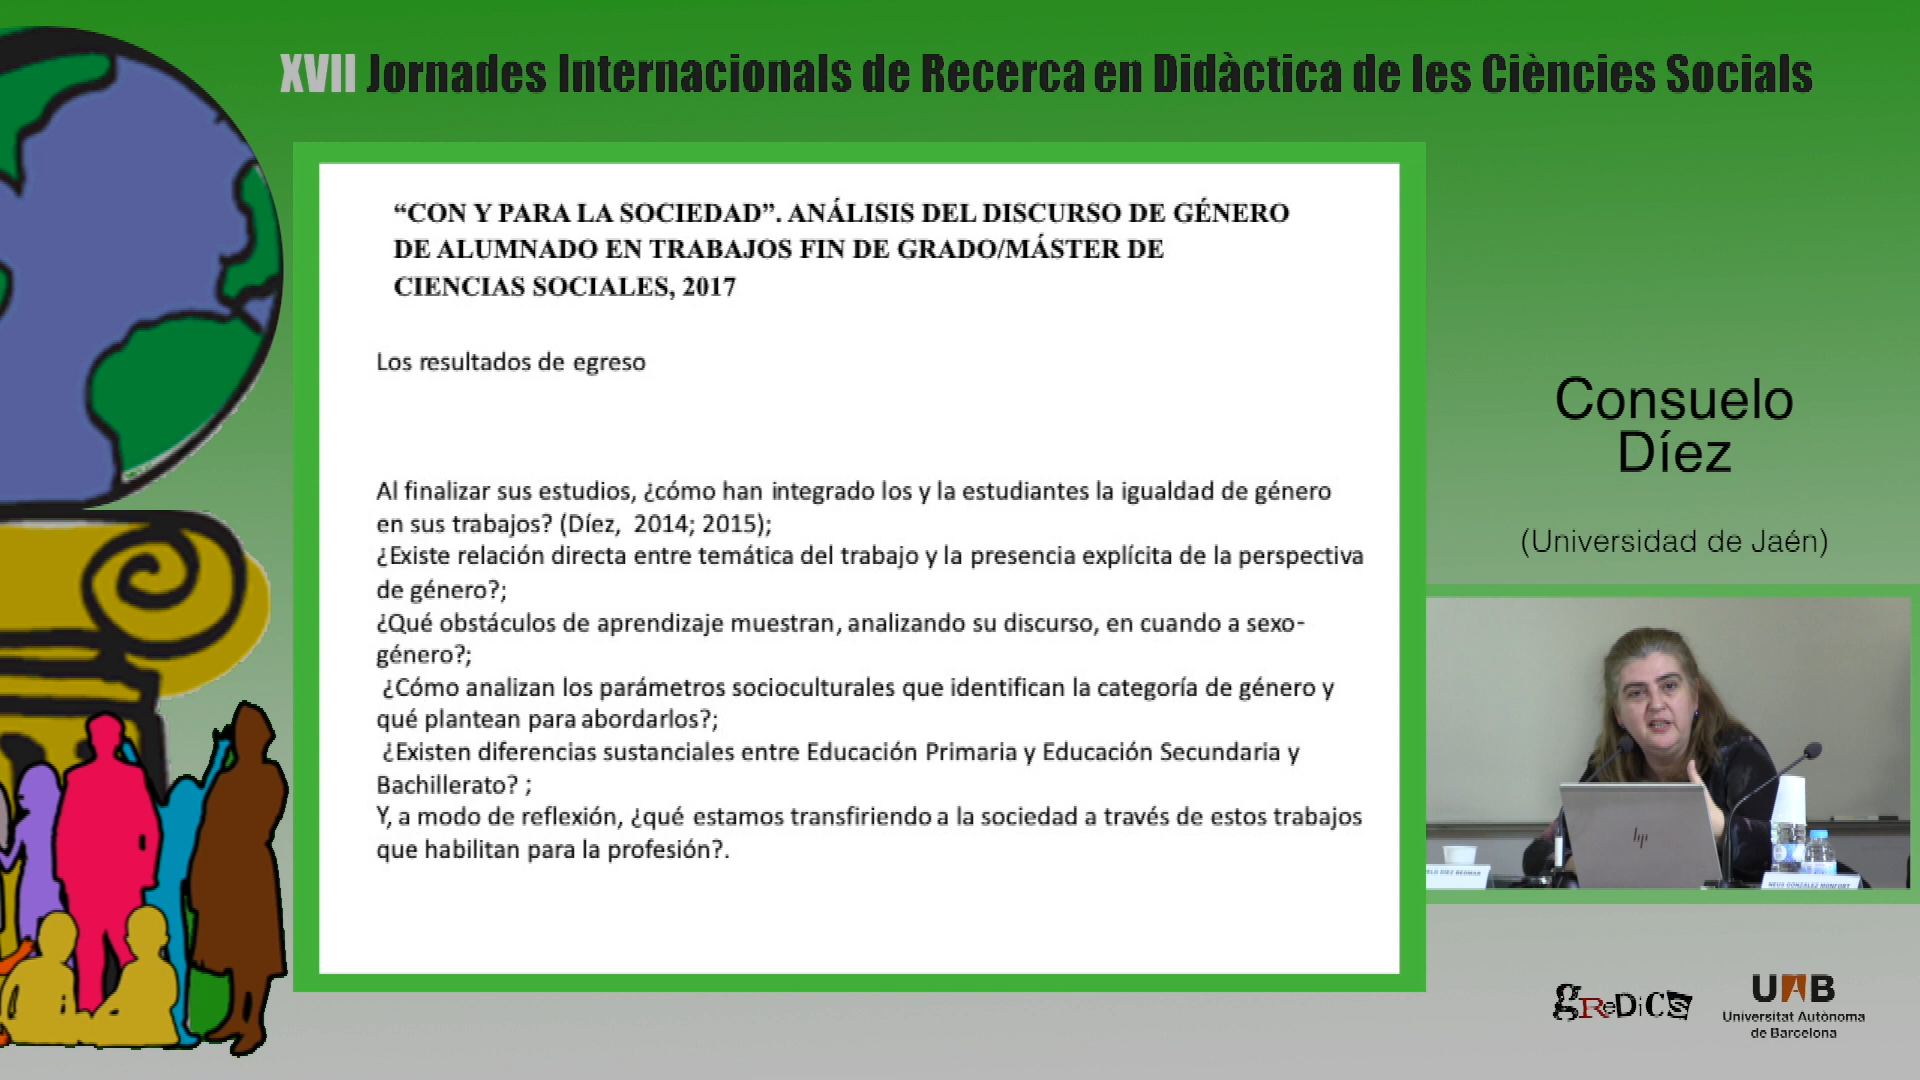 XVII Jornades Internacionals de Recerca en Didàctica de les Ciències Socials
“CON Y PARA LA SOCIEDAD”. ANÁLISIS DEL DISCURSO DE GÉNERO
DE ALUMNADO EN TRABAJOS FIN DE GRADO/MÁSTER DE
CIENCIAS SOCIALES, 2017
Los resultados de egreso
Al finalizar sus estudios, ¿cómo han integrado los y la estudiantes la igualdad de género
en sus trabajos? (Díez, 2014; 2015);
¿Existe relación directa entre temática del trabajo y la presencia explícita de la perspectiva
de género?;
¿Qué obstáculos de aprendizaje muestran, analizando su discurso, en cuando a sexo-
género?;
¿Cómo analizan los parámetros socioculturales que identifican la categoría de género y
qué plantean para abordarlos?;
¿Existen diferencias sustanciales entre Educación Primaria y Educación Secundaria y
Bachillerato? ;
Y, a modo de reflexión, ¿qué estamos transfiriendo a la sociedad a través de estos trabajos
que habilitan para la profesión?.
Consuelo
Díez
(Universidad de Jaén)
hp
DÍEZ BEDMAR
NEUS GONZÁLEZ MONFORT
gReDiCS
UAB
Universitat Autònoma
de Barcelona